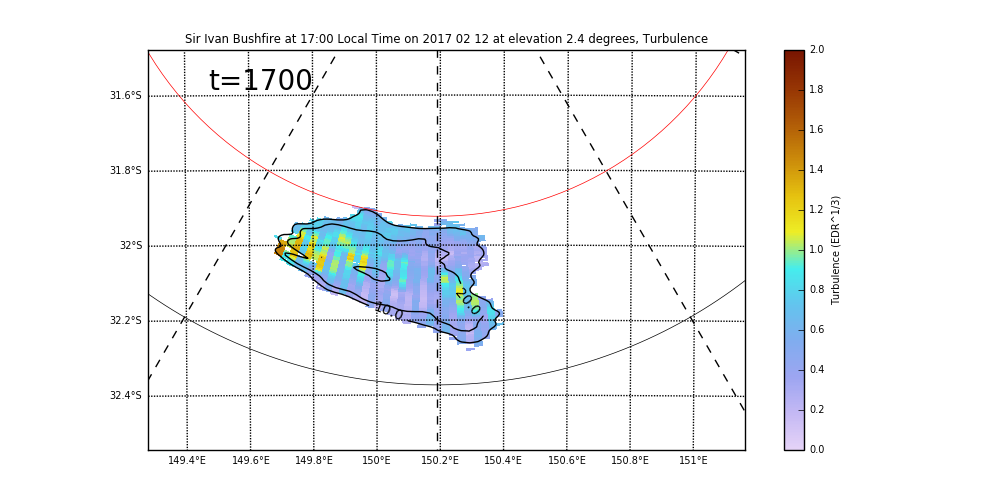 Sir Ivan Bushfire at 17:00 Local Time on 2017 02 12 at elevation 2.4 degrees, Turbulence
t=1700
31.6°S
31.8°S
32°S
32.2°S
32.4°S
10.0
20.0
149.4°E 149.6°E 149.8°E 150°E 150.2°E 150.4°E 150.6°E 150.8°E 151°E
2.0
1.8
1.6
1.4
1.2
1.0
0.8
0.6
0.4
0.2
0.0
Turbulence (EDR^1/3)